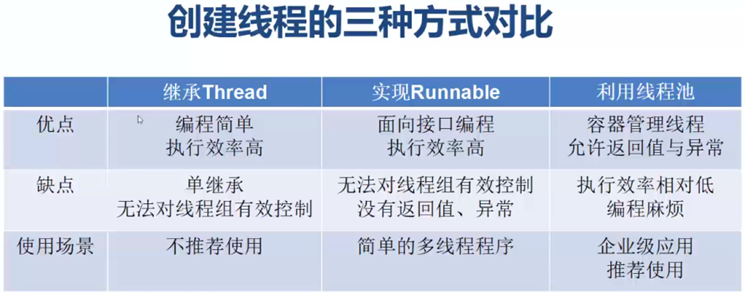 创建线程的三种方式对比
继承Thread 实现Runnable 利用线程池
优点 编程简单 面向接口编程 容器管理线程
执行效率高 执行效率高 允许返回值与异常
缺点 单继承 无法对线程组有效控制 执行效率相对低
无法对线程组有效控制 没有返回值、异常 编程麻烦
使用场景 不推荐使用 简单的多线程程序 企业级应用
推荐使用